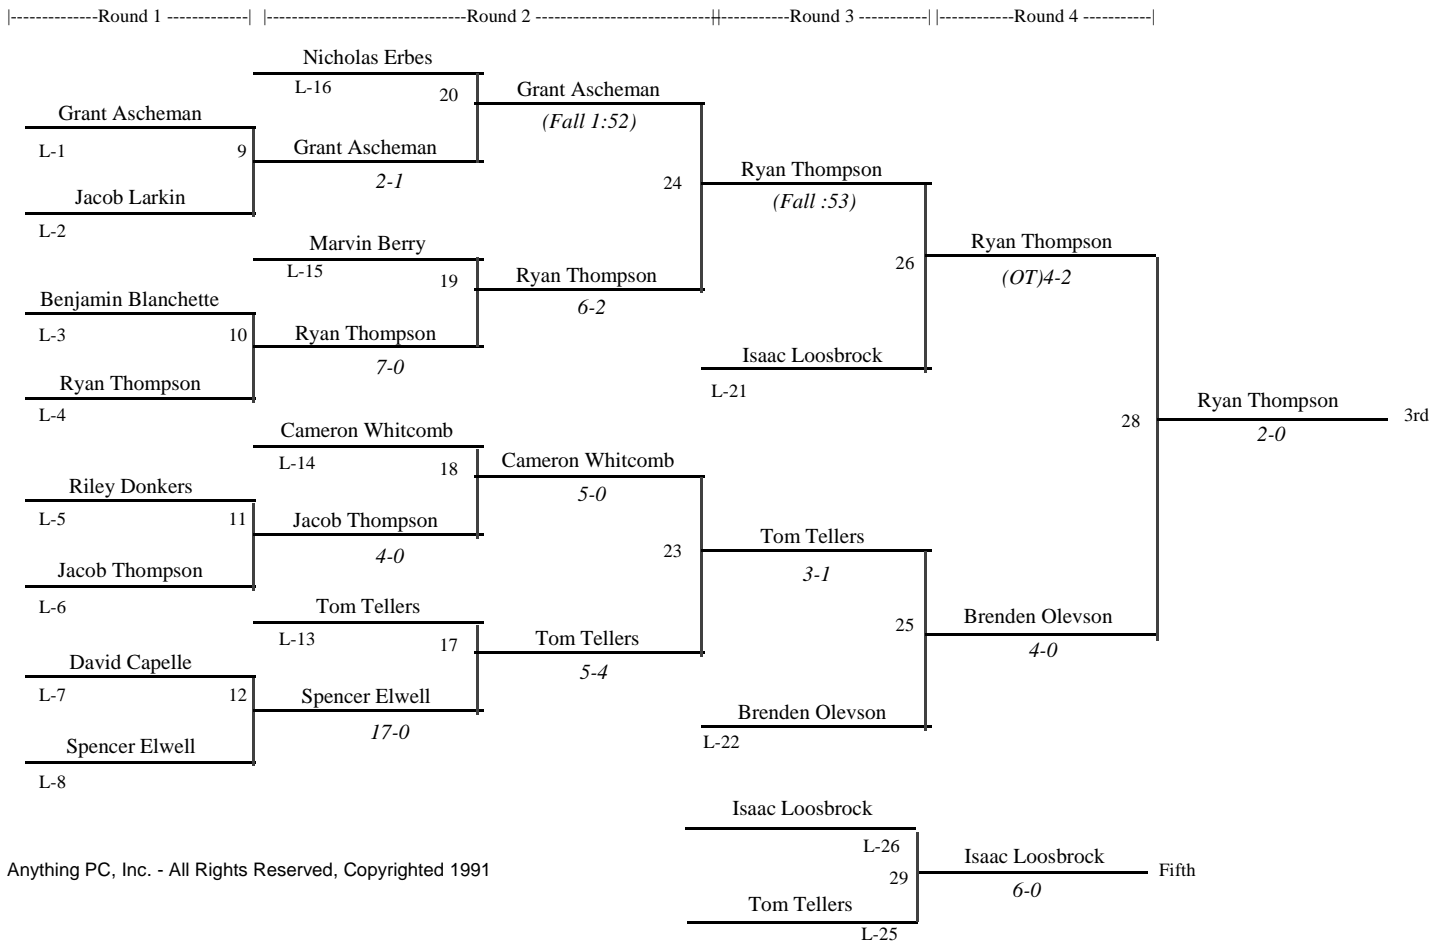 |-------------Round 1 -------------| |-------------------------------Round 2 ----------------------------||-----------Round 3 -----------| |------------Round 4 -----------|
Nicholas Erbes
L-16
20
Grant Ascheman
(Fall 1:52)
Grant Ascheman
L-1
9
Grant Ascheman
2-1
Jacob Larkin
L-2
24
Ryan Thompson
(Fall :53)
Marvin Berry
L-15
19
Ryan Thompson
6-2
Benjamin Blanchette
L-3
10
Ryan Thompson
7-0
Ryan Thompson
L-4
26
Ryan Thompson
(OT)4-2
Isaac Loosbrock
L-21
28
Ryan Thompson
2-0
3rd
Cameron Whitcomb
L-14
18
Cameron Whitcomb
5-0
Riley Donkers
L-5
11
Jacob Thompson
4-0
Jacob Thompson
L-6
23
Tom Tellers
3-1
Tom Tellers
L-13
17
Tom Tellers
5-4
David Capelle
L-7
12
Spencer Elwell
17-0
Spencer Elwell
L-8
25
Brenden Olevson
4-0
Brenden Olevson
L-22
Isaac Loosbrock
L-26
29
Isaac Loosbrock
6-0
Fifth
Tom Tellers
L-25
Anything PC, Inc. - All Rights Reserved, Copyrighted 1991